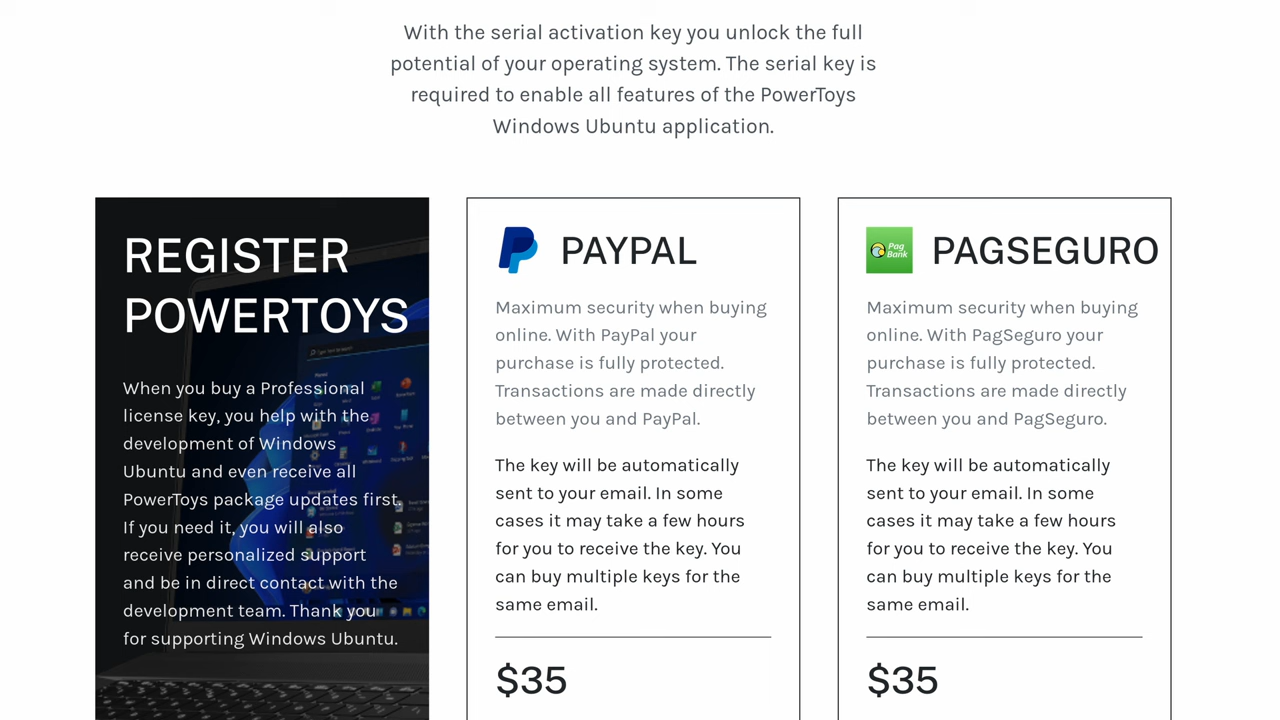 With the serial activation key you unlock the full
potential of your operating system. The serial key is
required to enable all features of the PowerToys
Windows Ubuntu application.
REGISTER
POWERTOYS
When you buy a Professional
license key, you help with the
development of Windows
Ubuntu and even receive all
PowerToys package updates first.
If you need it, you will also
receive personalized support
and be in direct contact with the
development team. Thank you
for supporting Windows Ubuntu.
PAYPAL
Maximum security when buying
online. With PayPal your
purchase is fully protected.
Transactions are made directly
between you and PayPal.
The key will be automatically
sent to your email. In some
cases it may take a few hours
for you to receive the key. You
can buy multiple keys for the
same email.
$35
Pag
Bank
PAGSEGURO
Maximum security when buying
online. With PagSeguro your
purchase is fully protected.
Transactions are made directly
between you and PagSeguro.
The key will be automatically
sent to your email. In some
cases it may take a few hours
for you to receive the key. You
can buy multiple keys for the
same email.
$35